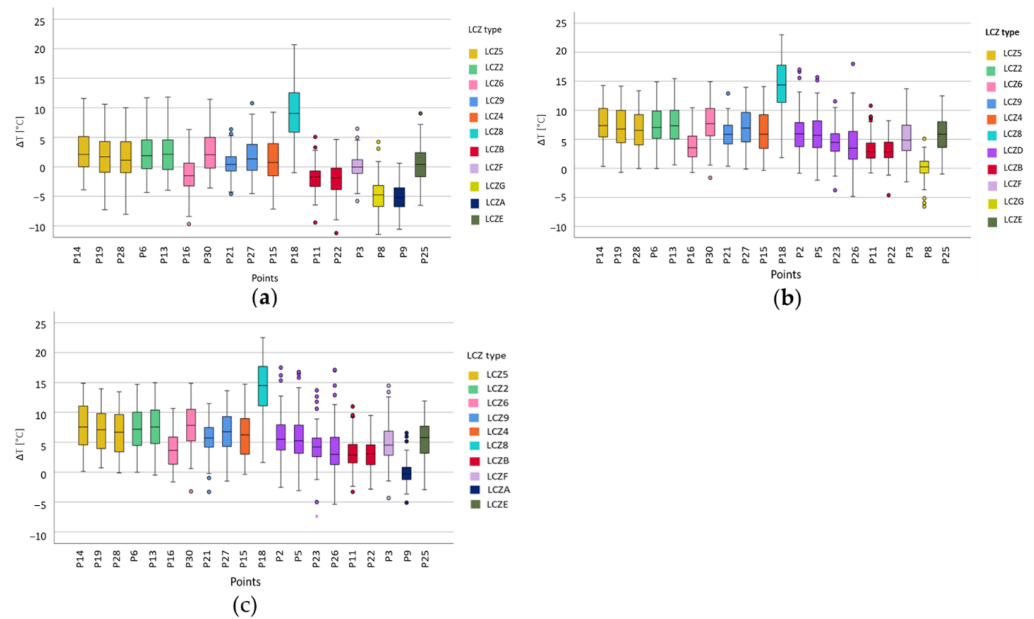 25
20
15
10
5
0
−5
−10
ΔT [°C]
P14 P19 P28 P6 P13 P16 P30 P21 P27 P15 P18 P11 P22 P3 P8 P9 P25
Points
LCZ type
LCZ5
LCZ2
LCZ6
LCZ9
LCZ4
LCZ8
LCZB
LCZF
LCZG
LCZA
LCZE
(a)
25
20
15
10
5
0
−5
−10
ΔT [°C]
P14 P19 P28 P6 P13 P16 P30 P21 P27 P15 P18 P2 P5 P23 P26 P11 P22 P3 P8 P25
Points
LCZ type
LCZ5
LCZ2
LCZ6
LCZ9
LCZ4
LCZ8
LCZD
LCZB
LCZF
LCZG
LCZE
(b)
25
20
15
10
5
0
−5
−10
ΔT [°C]
P14 P19 P28 P6 P13 P16 P30 P21 P27 P15 P18 P2 P5 P23 P26 P11 P22 P3 P9 P25
Points
LCZ type
LCZ5
LCZ2
LCZ6
LCZ9
LCZ4
LCZ8
LCZB
LCZF
LCZA
LCZE
(c)